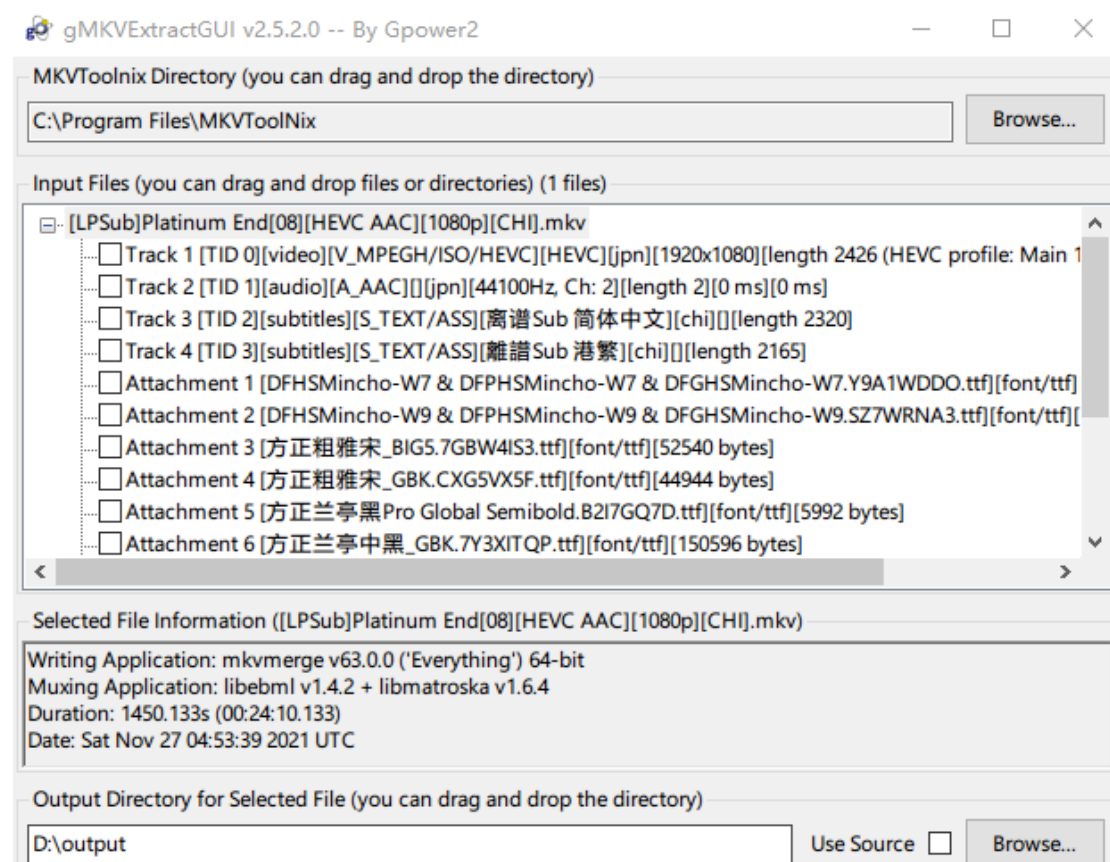 gMKVExtractGUI v2.5.2.0 -- By Gpower2
MKVToolnix Directory (you can drag and drop the directory)
C:\Program Files\MKVToolNix
Browse...
Input Files (you can drag and drop files or directories) (1 files)
[LPSub]Platinum End[08][HEVC AAC][1080p][CHI].mkv
Track 1 [TID 0][video][V_MPEGH/ISO/HEVC][HEVC][jpn][1920x1080][length 2426 (HEVC profile: Main 1
Track 2 [TID 1][audio][A_AAC][][jpn][44100Hz, Ch: 2][length 2][0 ms][0 ms]
Track 3 [TID 2][subtitles][S_TEXT/ASS][离谱Sub 简体中文][chi][][length 2320]
Track 4 [TID 3][subtitles][S_TEXT/ASS][離譜Sub 港繁][chi][][length 2165]
Attachment 1 [DFHSMincho-W7 & DFPHSMincho-W7 & DFGHSMincho-W7.Y9A1WDDO.ttf][font/ttf]
Attachment 2 [DFHSMincho-W9 & DFPHSMincho-W9 & DFGHSMincho-W9.SZ7WRNA3.ttf][font/ttf][
Attachment 3 [方正粗雅宋_BIG5.7GBW4IS3.ttf][font/ttf][52540 bytes]
Attachment 4 [方正粗雅宋_GBK.CXG5VX5F.ttf][font/ttf][44944 bytes]
Attachment 5 [方正兰亭黑Pro Global Semibold.B2I7GQ7D.ttf][font/ttf][5992 bytes]
Attachment 6 [方正兰亭中黑_GBK.7Y3XITQP.ttf][font/ttf][150596 bytes]
Selected File Information ([LPSub]Platinum End[08][HEVC AAC][1080p][CHI].mkv)
Writing Application: mkvmerge v63.0.0 ('Everything') 64-bit
Muxing Application: libebml v1.4.2 + libmatroska v1.6.4
Duration: 1450.133s (00:24:10.133)
Date: Sat Nov 27 04:53:39 2021 UTC
Output Directory for Selected File (you can drag and drop the directory)
D:\output
Use Source
Browse...